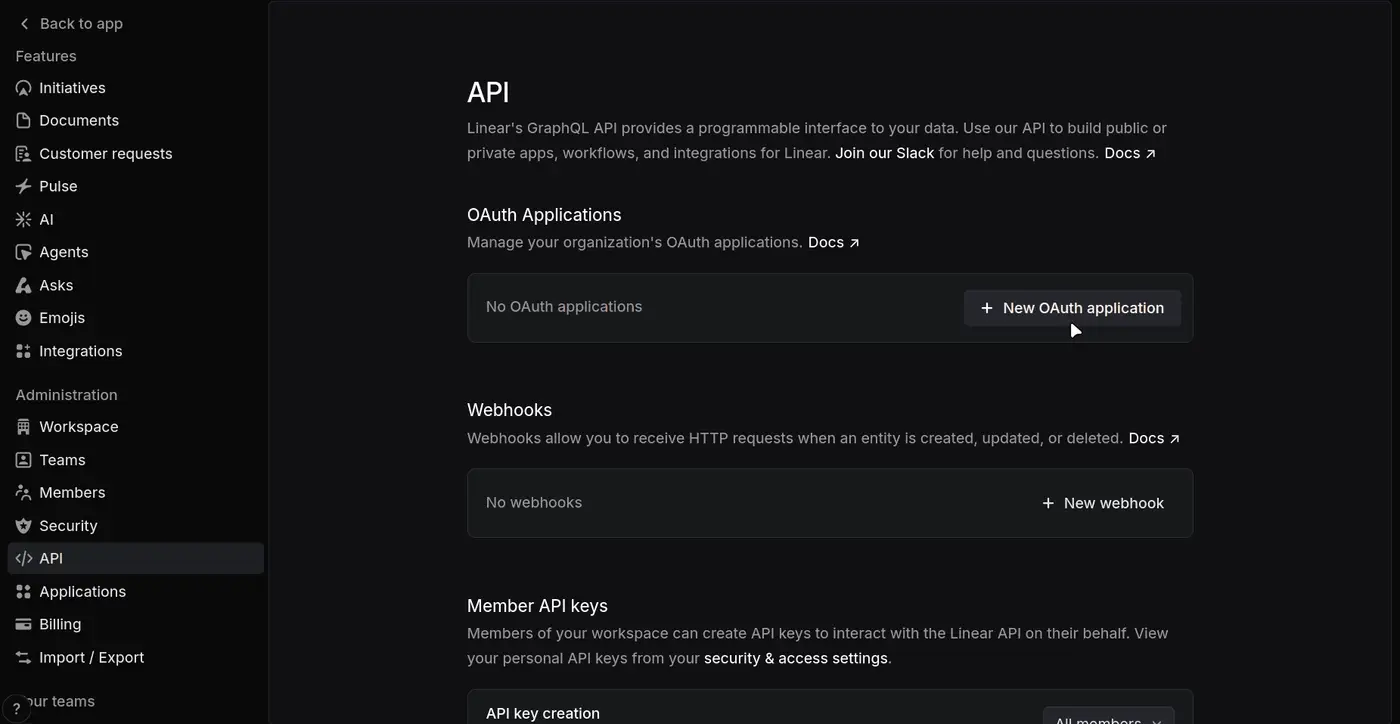 Back to app
Features
Initiatives
Documents
Customer requests
Pulse
AI
Agents
Asks
Emojis
Integrations
Administration
Workspace
Teams
Members
Security
API
Applications
Billing
Import / Export
our teams
?
API
Linear's GraphQL API provides a programmable interface to your data. Use our API to build public or
private apps, workflows, and integrations for Linear. Join our Slack for help and questions. Docs ↗
OAuth Applications
Manage your organization's OAuth applications. Docs ↗
No OAuth applications
+ New OAuth application
Webhooks
Webhooks allow you to receive HTTP requests when an entity is created, updated, or deleted. Docs ↗
No webhooks
+ New webhook
Member API keys
Members of your workspace can create API keys to interact with the Linear API on their behalf. View
your personal API keys from your security & access settings.
API key creation
All members